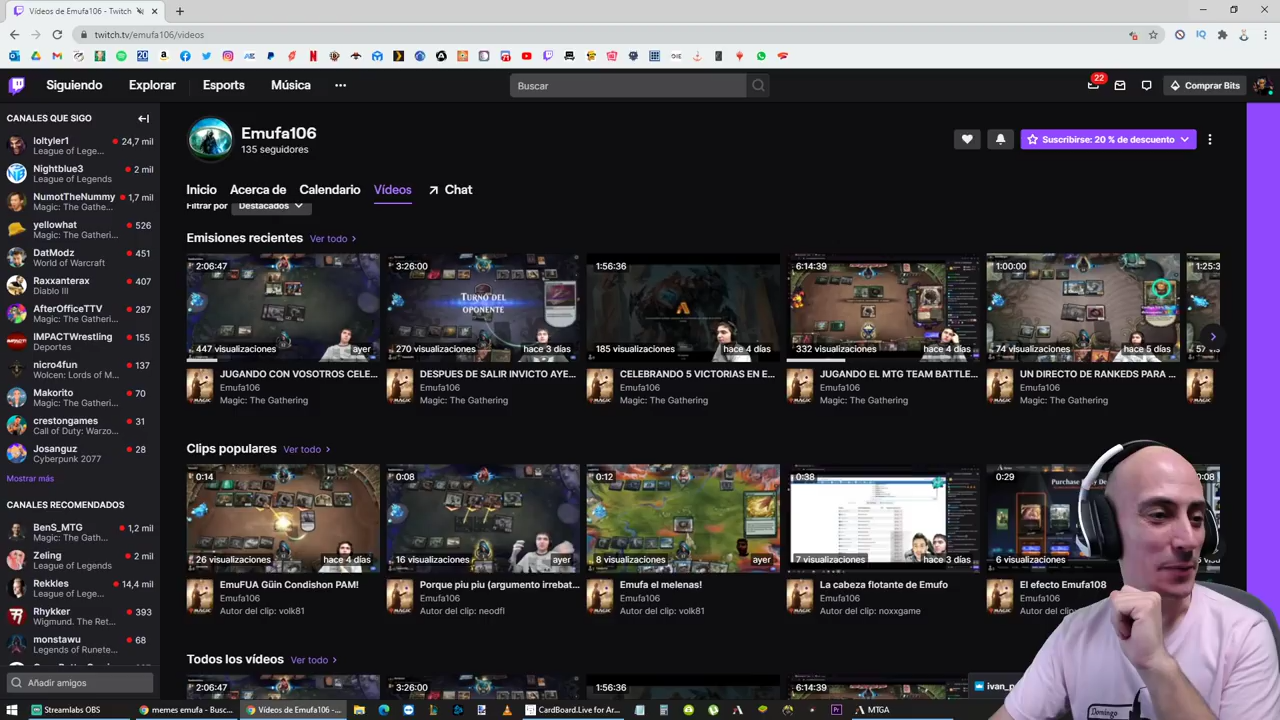 Vídeos de Emufa106 - Twitch
twitch.tv/emufa106/videos
Siguiendo
Explorar
Esports
Música
Buscar
22
Comprar Bits
CANALES QUE SIGO
loltyler1
24,7 mil
League of Lege...
Nightblue3
2 mil
League of Legends
NumotTheNummy
1,7 mil
Magic: The Gathe...
yellowhat
526
Magic: The Gatheri...
DatModz
451
World of Warcraft
Raxxanterax
407
Diablo III
AfterOfficeTTV
287
Magic: The Gatheri...
IMPACTWrestling
155
Deportes
nicro4fun
137
Wolcen: Lords of M...
Makorito
70
Magic: The Gatheri...
crestongames
31
Call of Duty: Warzo...
Josanguz
28
Cyberpunk 2077
Mostrar más
CANALES RECOMENDADOS
BenS_MTG
1,2 mil
Magic: The Gath...
Zeling
2 mil
League of Legends
Rekkles
14,4 mil
League of Lege...
Rhykker
393
Wigmund. The Ret...
monstawu
68
Legends of Runete...
Añadir amigos
Emufa106
135 seguidores
Suscribirse: 20 % de descuento
Inicio
Acerca de
Calendario
Vídeos
Chat
Filtrar por
Destacados
Emisiones recientes
Ver todo
2:06:47
447 visualizaciones
ayer
JUGANDO CON VOSOTROS CELE...
Emufa106
Magic: The Gathering
3:26:00
TURNO DEL
OPONENTE
270 visualizaciones
hace 3 días
DESPUES DE SALIR INVICTO AYE...
Emufa106
Magic: The Gathering
1:56:36
185 visualizaciones
hace 4 días
CELEBRANDO 5 VICTORIAS EN E...
Emufa106
Magic: The Gathering
6:14:39
332 visualizaciones
hace 4 días
JUGANDO EL MTG TEAM BATTLE...
Emufa106
Magic: The Gathering
1:00:00
74 visualizaciones
hace 5 días
UN DIRECTO DE RANKEDS PARA ...
Emufa106
Magic: The Gathering
1:25:3
57
Clips populares
Ver todo
0:14
26 visualizaciones
hace 4 días
EmuFUA Güin Condishon PAM!
Emufa106
Autor del clip: volk81
0:08
16 visualizaciones
ayer
Porque piu piu (argumento irrebat...
Emufa106
Autor del clip: neodfl
0:12
8 visualizaciones
ayer
Emufa el melenas!
Emufa106
Autor del clip: volk81
0:38
7 visualizaciones
hace 3 días
La cabeza flotante de Emufo
Emufa106
Autor del clip: noxxgame
0:29
6 visualizaciones
El efecto Emufa108
Emufa106
Autor del clip:
0:08
Todos los vídeos
Ver todo
2:06:47
3:26:00
1:56:36
6:14:39
ivan_p
Domingo
Streamlabs OBS
memes emufa - Busc...
Vídeos de Emufa106 -...
CardBoard.Live for Ar...
MTGA